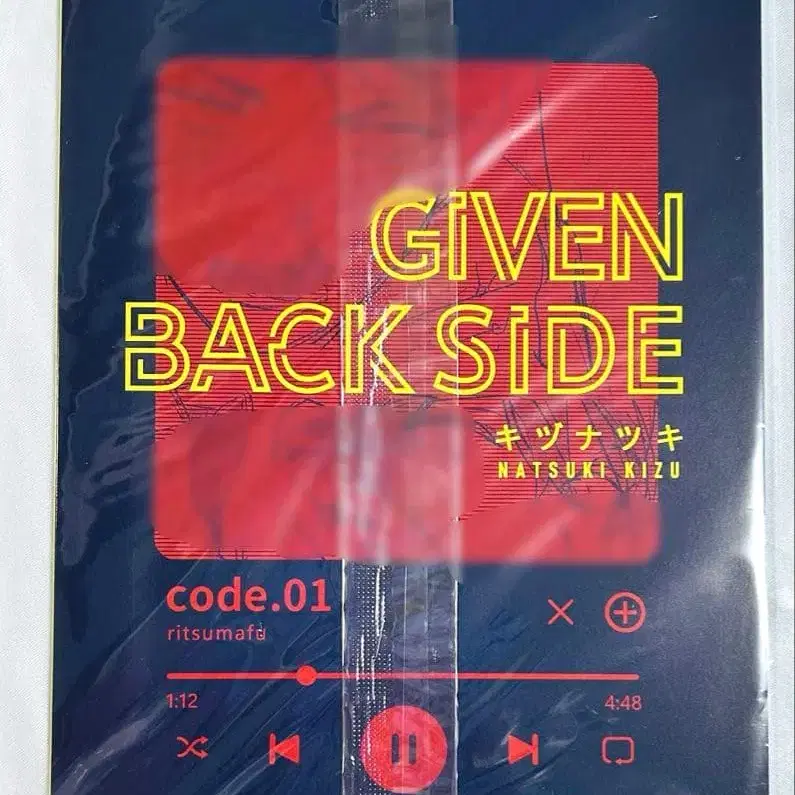 GiVEN
BACK SiDE
キヅナツキ
NATSUKI KIZU
code.01
ritsumafu
1:12
4:48